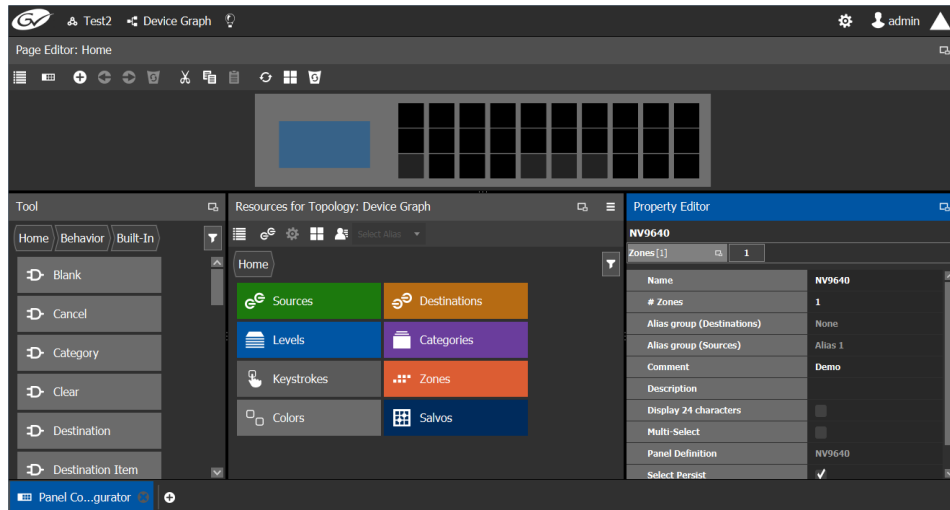 GV Test2 Device Graph admin
Page Editor: Home
Tool
Home Behavior Built-In
Blank
Cancel
Category
Clear
Destination
Destination Item
Resources for Topology: Device Graph
Select Alias
Home
Sources Destinations
Levels Categories
Keystrokes Zones
Colors Salvos
Property Editor
NV9640
Zones [1] 1
Name NV9640
# Zones 1
Alias group (Destinations) None
Alias group (Sources) Alias 1
Comment Demo
Description
Display 24 characters
Multi-Select
Panel Definition NV9640
Select Persist
Panel Co...gurator